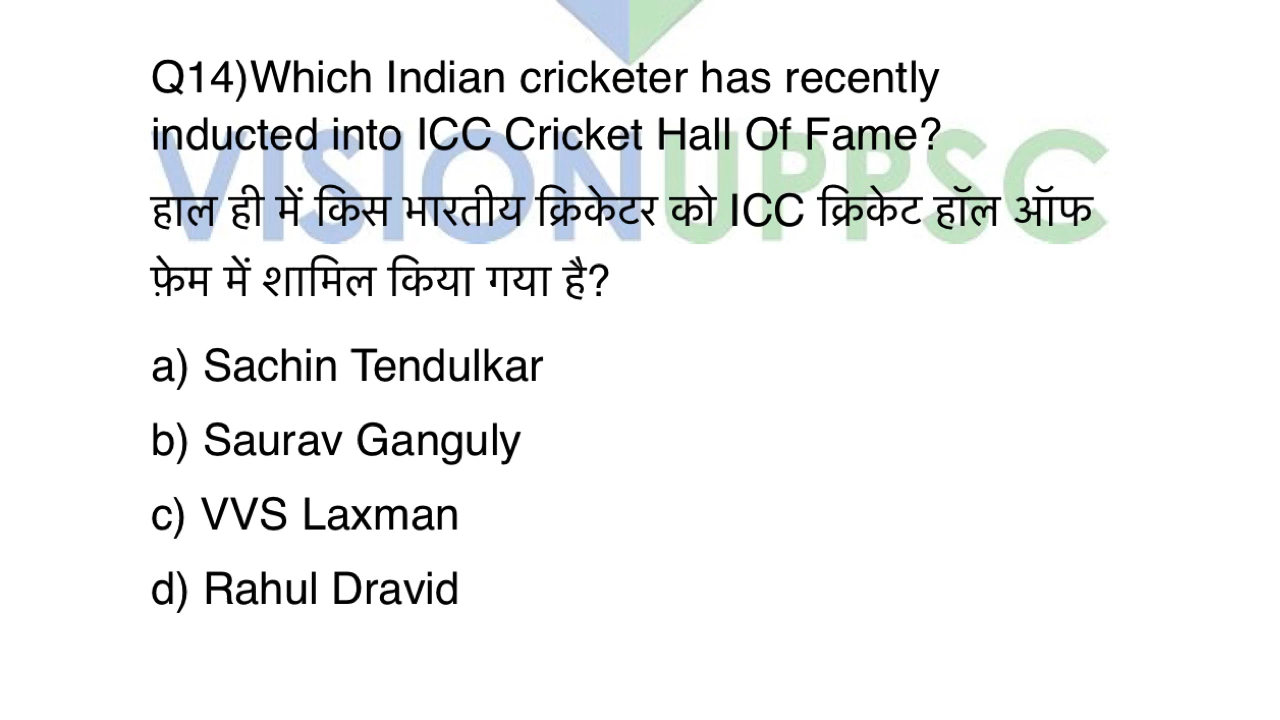 Q14)Which Indian cricketer has recently
inducted into ICC Cricket Hall Of Fame?
VISIONUPPSC
हाल ही में किस भारतीय क्रिकेटर को ICC क्रिकेट हॉल ऑफ
फ़ेम में शामिल किया गया है?
a) Sachin Tendulkar
b) Saurav Ganguly
c) VVS Laxman
d) Rahul Dravid